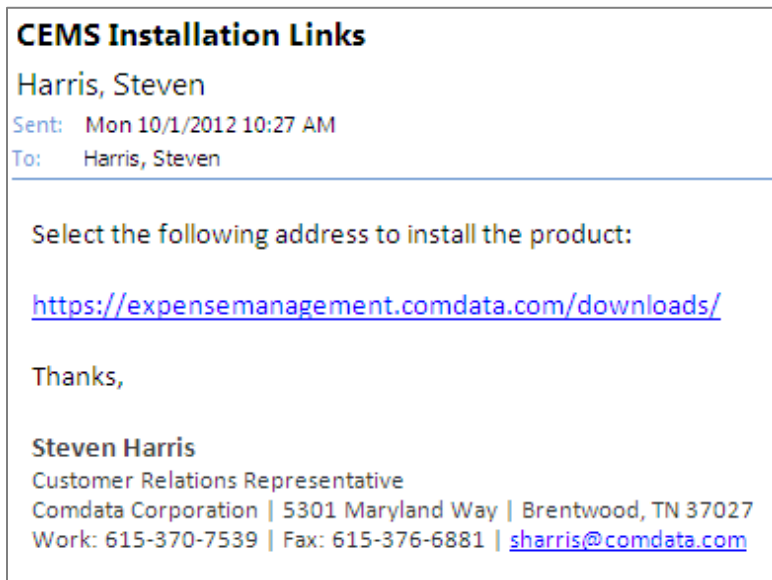 CEMS Installation Links
Harris, Steven
Sent: Mon 10/1/2012 10:27 AM
To: Harris, Steven
Select the following address to install the product:
https://expensemanagement.comdata.com/downloads/
Thanks,
Steven Harris
Customer Relations Representative
Comdata Corporation | 5301 Maryland Way | Brentwood, TN 37027
Work: 615-370-7539 | Fax: 615-376-6881 | sharris@comdata.com